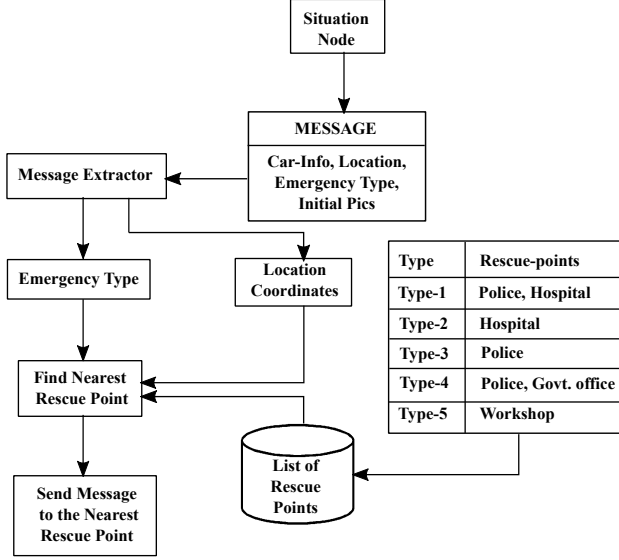 Situation
Node
MESSAGE
Car-Info, Location,
Emergency Type,
Initial Pics
Message Extractor
Emergency Type
Location
Coordinates
Type Rescue-points
Type-1 Police, Hospital
Type-2 Hospital
Type-3 Police
Type-4 Police, Govt. office
Type-5 Workshop
Find Nearest
Rescue Point
List of
Rescue
Points
Send Message
to the Nearest
Rescue Point